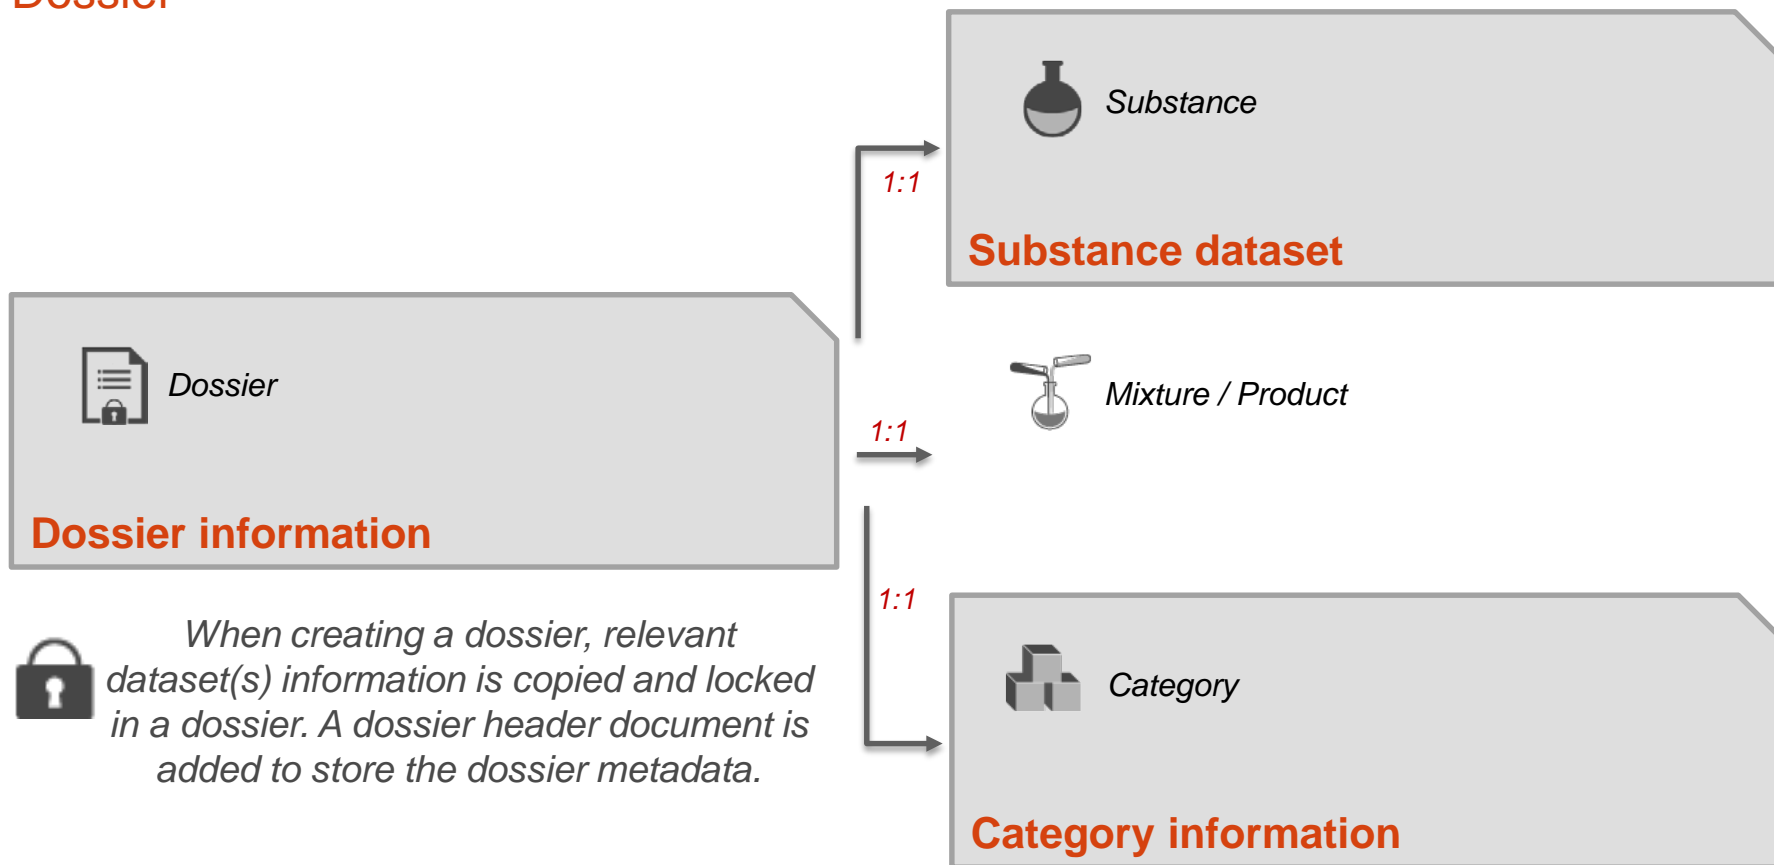 Dossier
Substance
1:1
Substance dataset
Dossier
Mixture / Product
1:1
Dossier information
1:1
When creating a dossier, relevant
dataset(s) information is copied and locked
in a dossier. A dossier header document is
added to store the dossier metadata.
Category
Category information